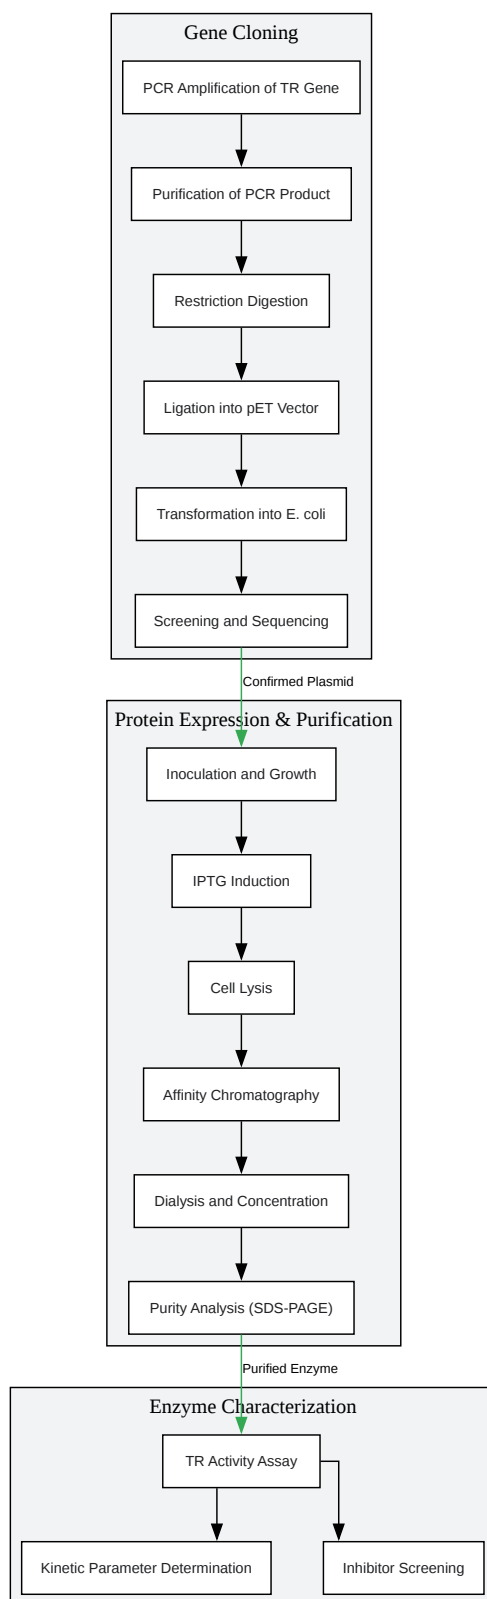 Gene Cloning
PCR Amplification of TR Gene
Purification of PCR Product
Restriction Digestion
Ligation into pET Vector
Transformation into E. coli
Screening and Sequencing
Confirmed Plasmid
Protein Expression & Purification
Inoculation and Growth
IPTG Induction
Cell Lysis
Affinity Chromatography
Dialysis and Concentration
Purity Analysis (SDS-PAGE)
Purified Enzyme
Enzyme Characterization
TR Activity Assay
Kinetic Parameter Determination
Inhibitor Screening